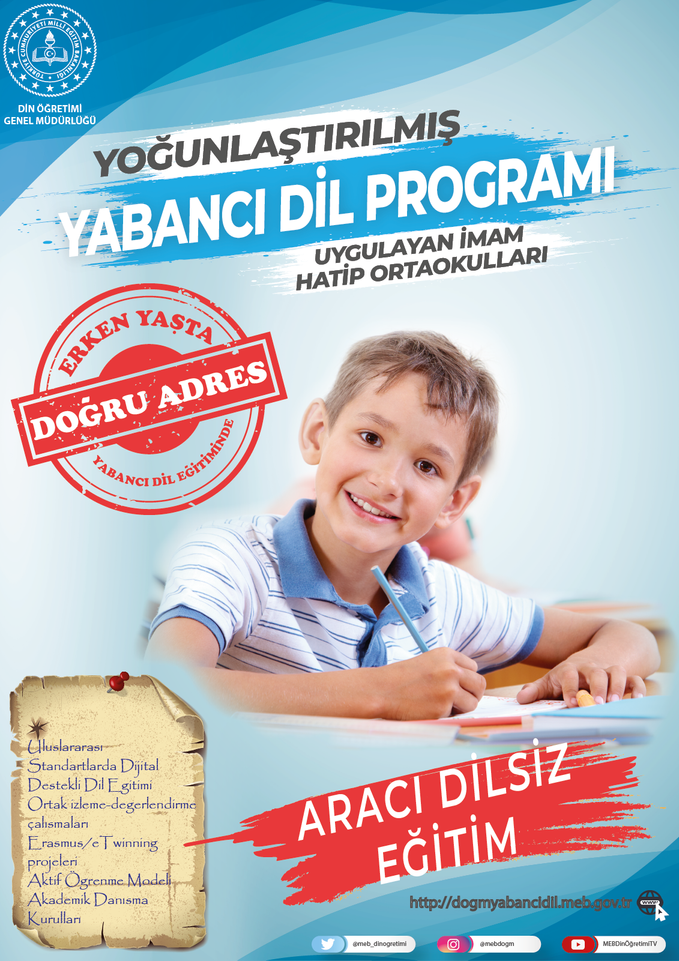 TÜRKİYE CUMHURİYETİ MİLLÎ EĞİTİM BAKANLIĞI
DİN ÖĞRETİMİ
GENEL MÜDÜRLÜĞÜ
YOĞUNLAŞTIRILMIŞ
YABANCI DİL PROGRAMI
UYGULAYAN İMAM
HATİP ORTAOKULLARI
ERKEN YAŞTA
DOĞRU ADRES
YABANCI DİL EĞİTİMİNDE
Uluslararası
Standartlarda Dijital
Destekli Dil Egitimi
Ortak izleme-degerlendirme
çalısmaları
Erasmus/eTwinning
projeleri
Aktif Ögrenme Modeli
Akademik Danısma
Kurulları
ARACI DİLSİZ
EĞİTİM
http://dogmyabancidil.meb.gov.tr
www
@meb_dinogretimi
@mebdogm
MEBDinÖğretimiTV